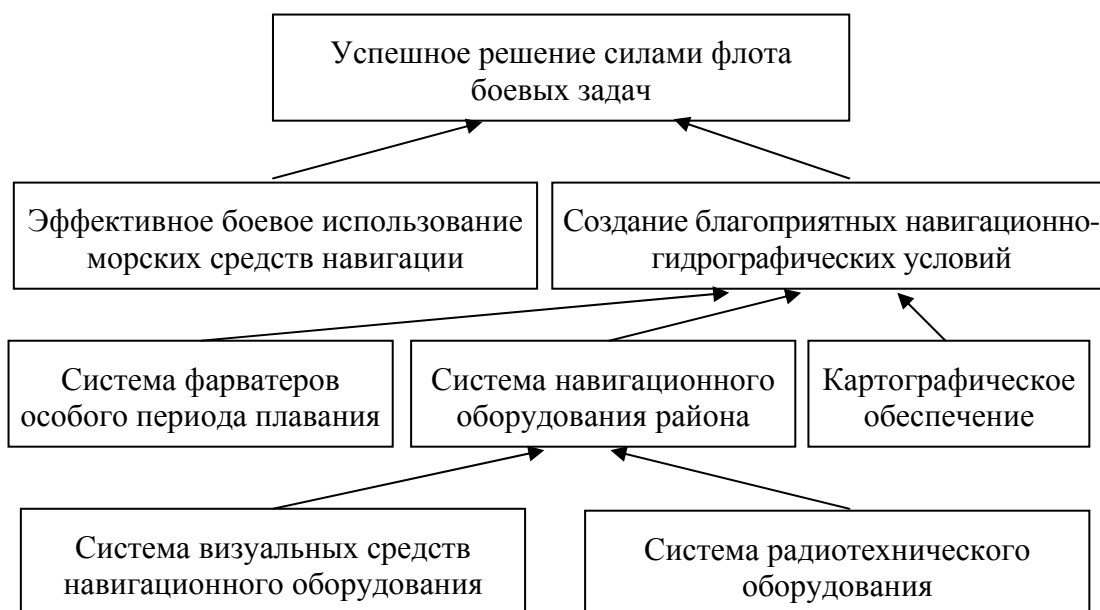 Успешное решение силами флота
боевых задач
Эффективное боевое использование
морских средств навигации
Создание благоприятных навигационно-
гидрографических условий
Система фарватеров
особого периода плавания
Система навигационного
оборудования района
Картографическое
обеспечение
Система визуальных средств
навигационного оборудования
Система радиотехнического
оборудования